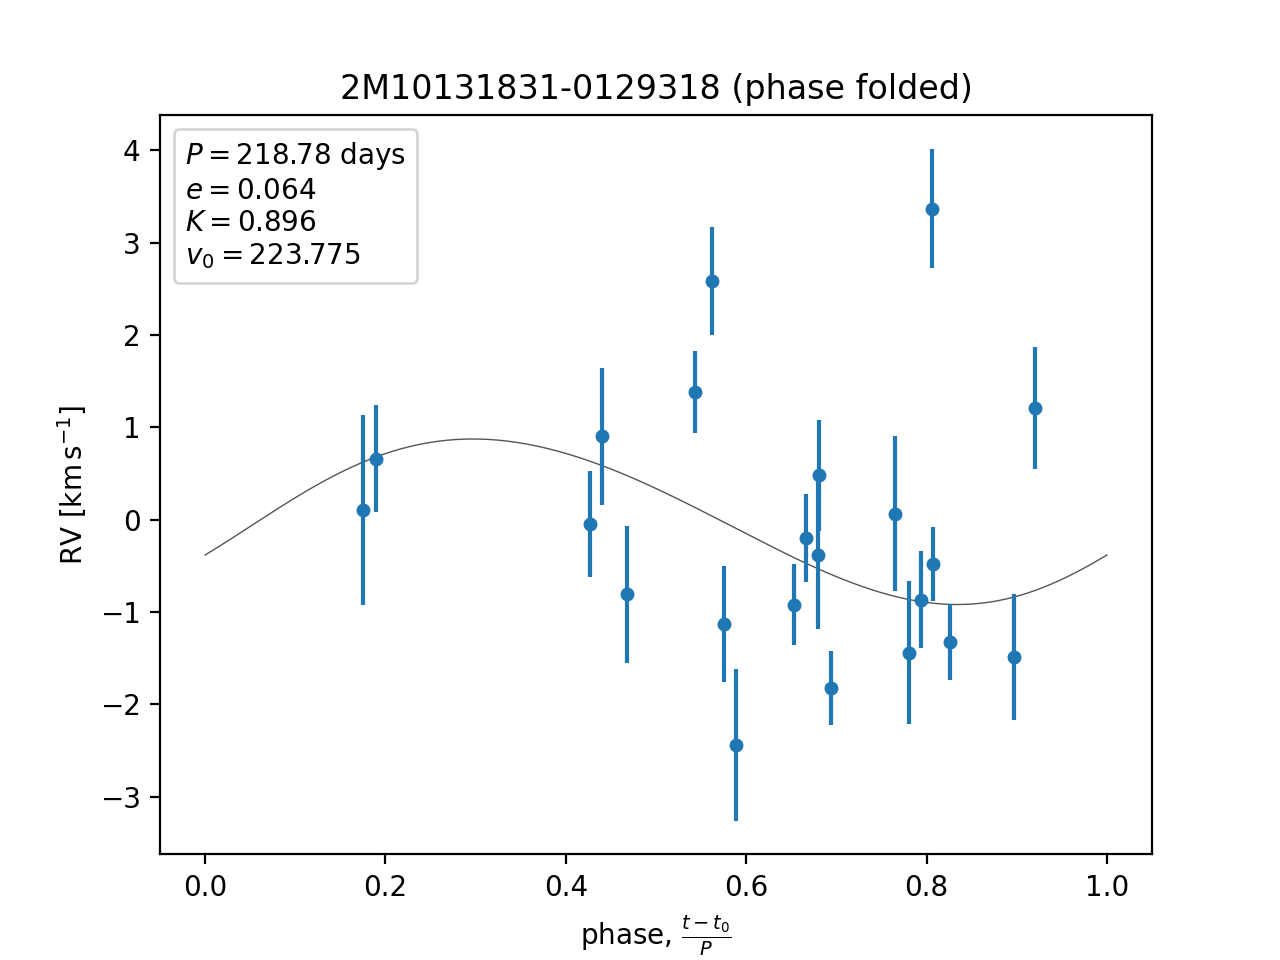 2M10131831-0129318 (phase folded)
P = 218.78 days
e = 0.064
K = 0.896
v₀ = 223.775
4
3
2
1
0
−1
−2
−3
RV [km s⁻¹]
0.0 0.2 0.4 0.6 0.8 1.0
phase, (t − t₀)/P